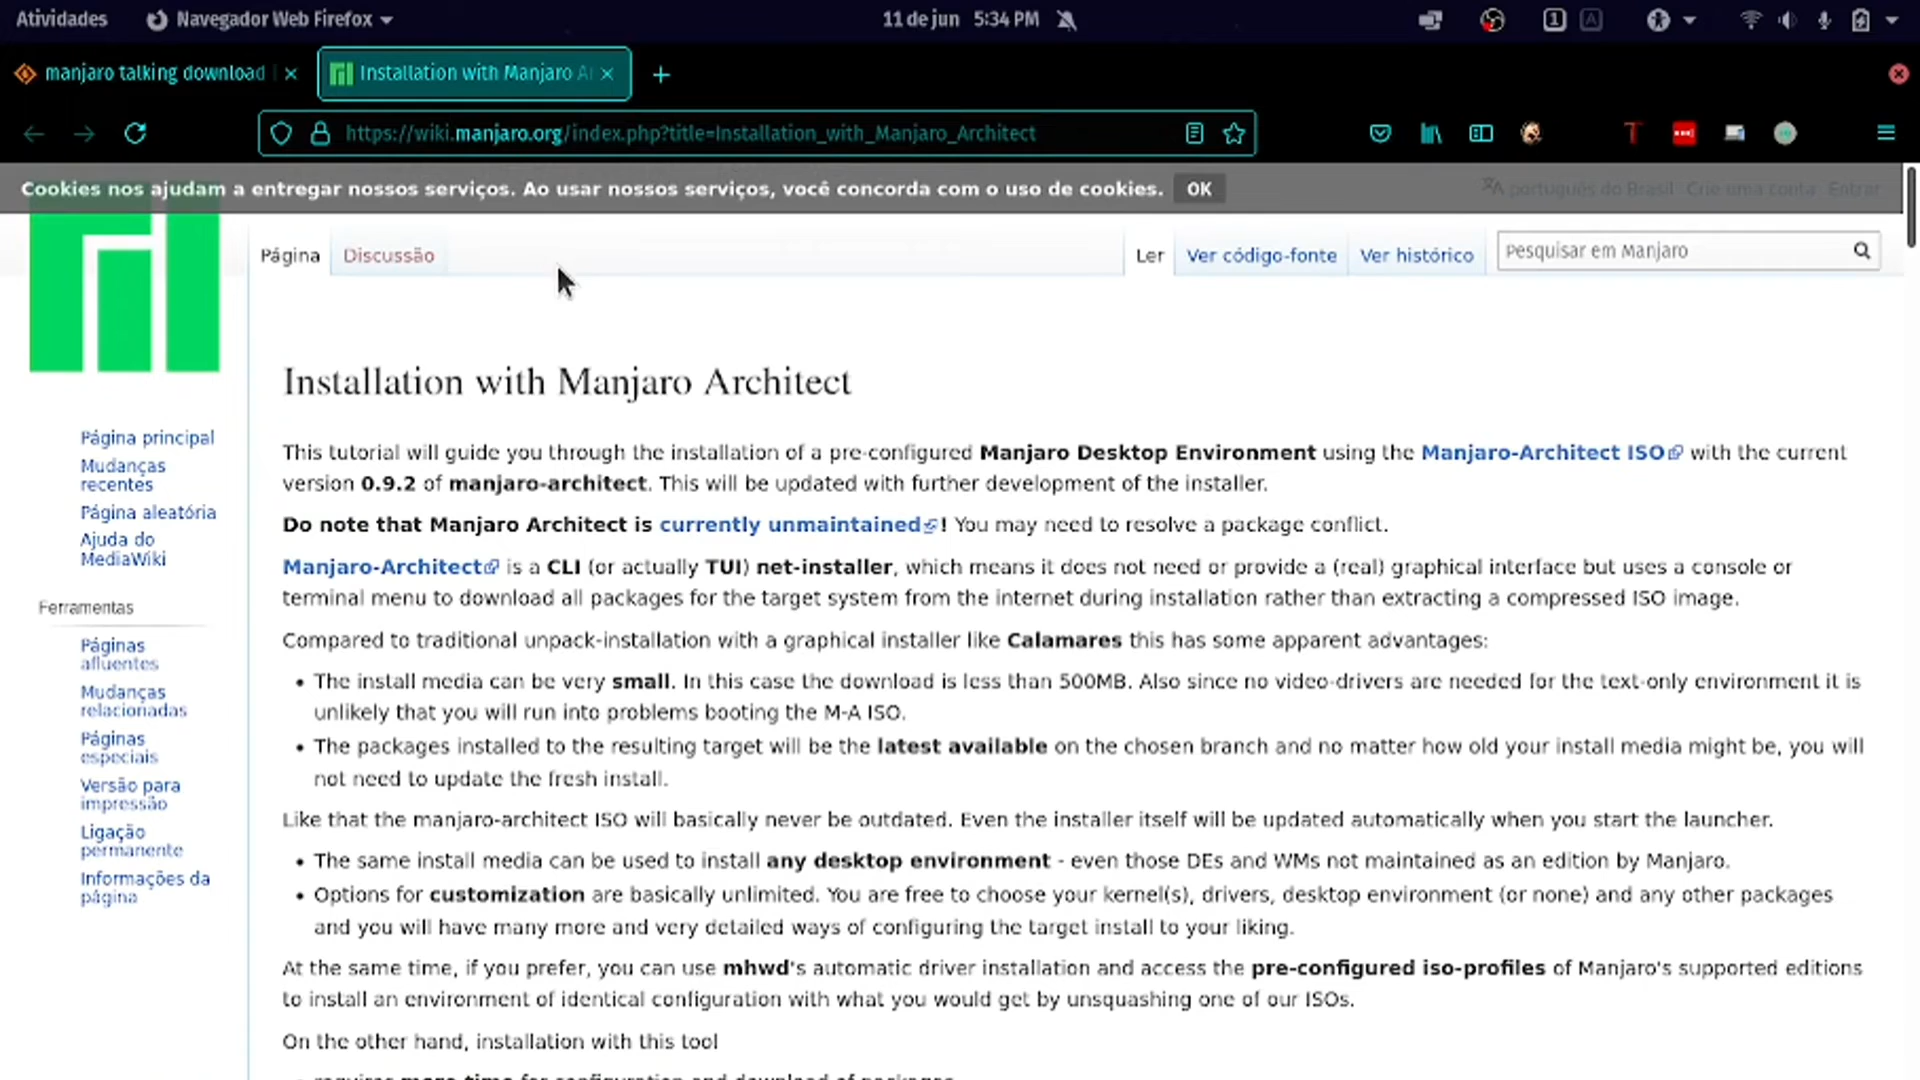 Atividades
Navegador Web Firefox
11 de jun 5:34 PM
1
A
manjaro talking download
Installation with Manjaro Ar
https://wiki.manjaro.org/index.php?title=Installation_with_Manjaro_Architect
Cookies nos ajudam a entregar nossos serviços. Ao usar nossos serviços, você concorda com o uso de cookies.
OK
português do Brasil Crie uma conta Entrar
Página
Discussão
Ler
Ver código-fonte
Ver histórico
Pesquisar em Manjaro
Página principal
Mudanças
recentes
Página aleatória
Ajuda do
MediaWiki
Ferramentas
Páginas
afluentes
Mudanças
relacionadas
Páginas
especiais
Versão para
impressão
Ligação
permanente
Informações da
página
Installation with Manjaro Architect
This tutorial will guide you through the installation of a pre-configured Manjaro Desktop Environment using the Manjaro-Architect ISO with the current
version 0.9.2 of manjaro-architect. This will be updated with further development of the installer.
Do note that Manjaro Architect is currently unmaintained! You may need to resolve a package conflict.
Manjaro-Architect is a CLI (or actually TUI) net-installer, which means it does not need or provide a (real) graphical interface but uses a console or
terminal menu to download all packages for the target system from the internet during installation rather than extracting a compressed ISO image.
Compared to traditional unpack-installation with a graphical installer like Calamares this has some apparent advantages:
• The install media can be very small. In this case the download is less than 500MB. Also since no video-drivers are needed for the text-only environment it is
unlikely that you will run into problems booting the M-A ISO.
• The packages installed to the resulting target will be the latest available on the chosen branch and no matter how old your install media might be, you will
not need to update the fresh install.
Like that the manjaro-architect ISO will basically never be outdated. Even the installer itself will be updated automatically when you start the launcher.
• The same install media can be used to install any desktop environment - even those DEs and WMs not maintained as an edition by Manjaro.
• Options for customization are basically unlimited. You are free to choose your kernel(s), drivers, desktop environment (or none) and any other packages
and you will have many more and very detailed ways of configuring the target install to your liking.
At the same time, if you prefer, you can use mhwd's automatic driver installation and access the pre-configured iso-profiles of Manjaro's supported editions
to install an environment of identical configuration with what you would get by unsquashing one of our ISOs.
On the other hand, installation with this tool
• requires more time for configuration and download of packages